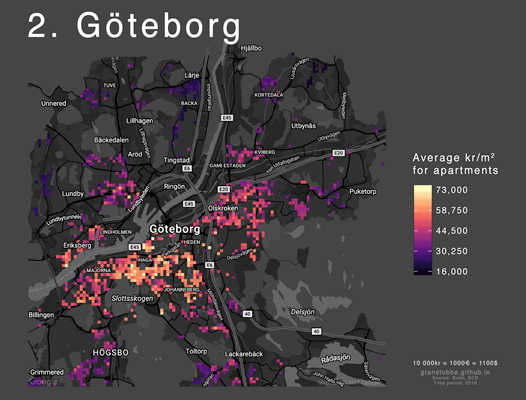 2. Göteborg
Hjällbo
Lärje
TUVE
KORTEDALA
Unnered
BACKA
Lillhagen
Utbynäs
E45
Bäckedalen
Aröd
Tingstad
KVIBERG
E20
GAMLESTADEN
Ringön
E20
Puketorp
Lundby
E45
Olskroken
Lundbytunneln
Göteborg
LINDHOLMEN
Eriksberg
E45
HEDEN
HAGA
E6
MAJORNA
JOHANNEBERG
Slottsskogen
Delsjön
Billingen
40
40
HÖGSBO
Toltorp
Lackarebäck
Rådasjön
Grimmered
Google
Average kr/m²
for apartments
73,000
58,750
44,500
30,250
16,000
10 000kr ≈ 1000€ ≈ 1100$
granstubbe.github.io
Source: Booli, SCB
Time period: 2016